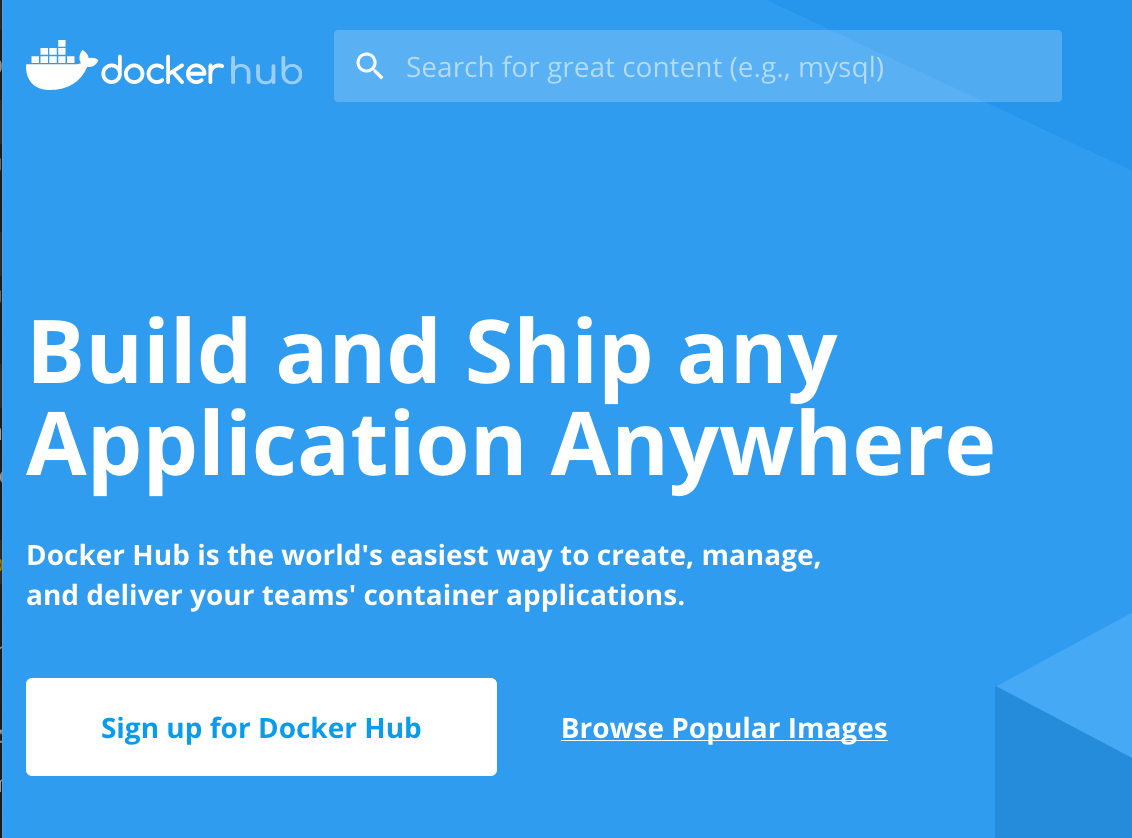 docker hub
Search for great content (e.g., mysql)
Build and Ship any
Application Anywhere
Docker Hub is the world's easiest way to create, manage,
and deliver your teams' container applications.
Sign up for Docker Hub
Browse Popular Images